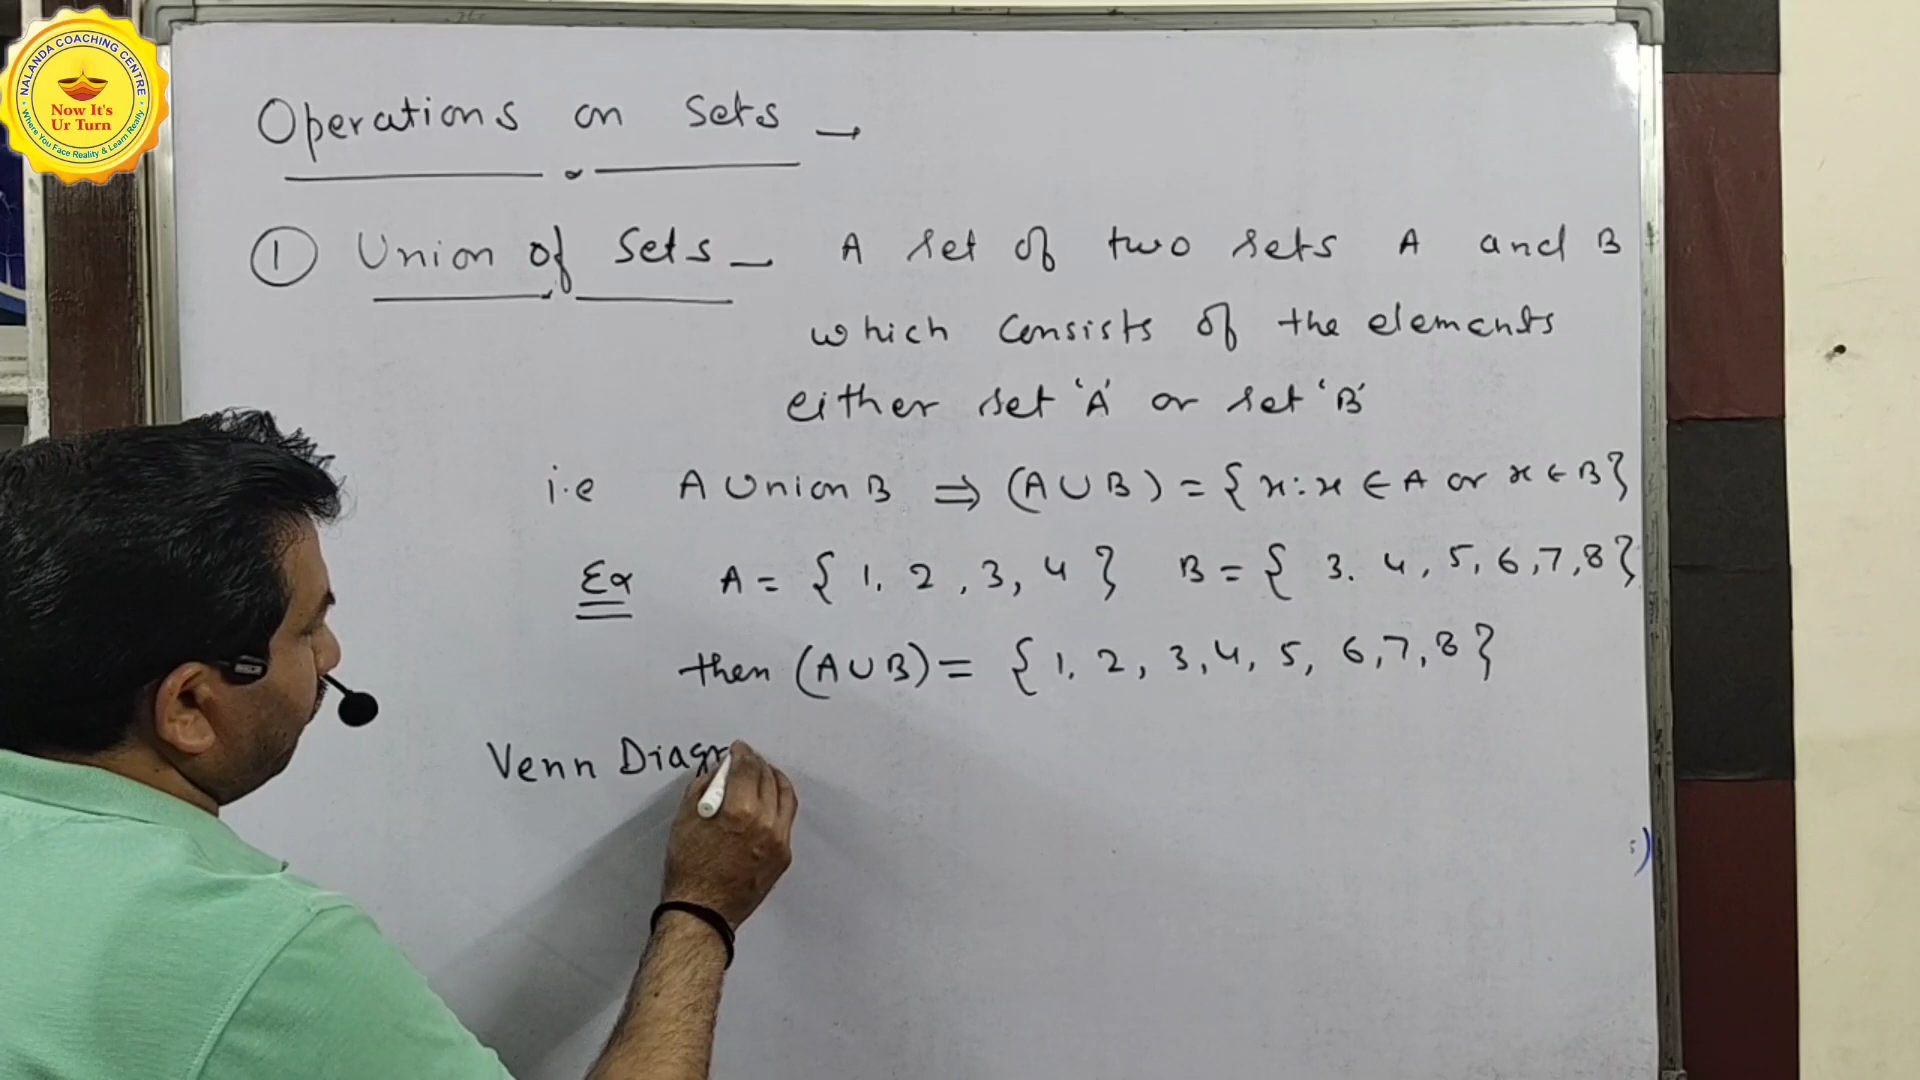 NALANDA COACHING CENTRE
Now It's
Ur Turn
Where You Face Reality & Learn Really
Operations on Sets →
① Union of Sets - A set of two sets A and B
which consists of the elements
either set 'A' or set 'B'
i.e A Union B ⇒ (A∪B) = {x : x ∈ A or x ∈ B}
Ex A = {1, 2, 3, 4} B = {3, 4, 5, 6, 7, 8}
then (A∪B) = {1, 2, 3, 4, 5, 6, 7, 8}
Venn Diagr
:)